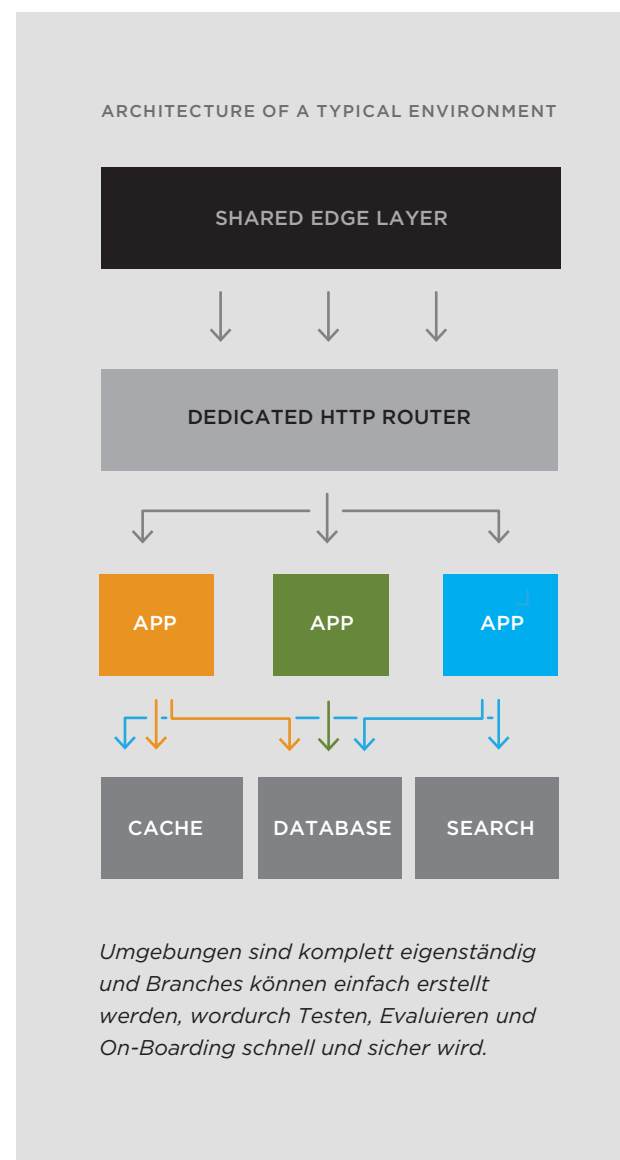 ARCHITECTURE OF A TYPICAL ENVIRONMENT
SHARED EDGE LAYER
DEDICATED HTTP ROUTER
APP
APP
APP
CACHE
DATABASE
SEARCH
Umgebungen sind komplett eigenständig
und Branches können einfach erstellt
werden, wordurch Testen, Evaluieren und
On-Boarding schnell und sicher wird.